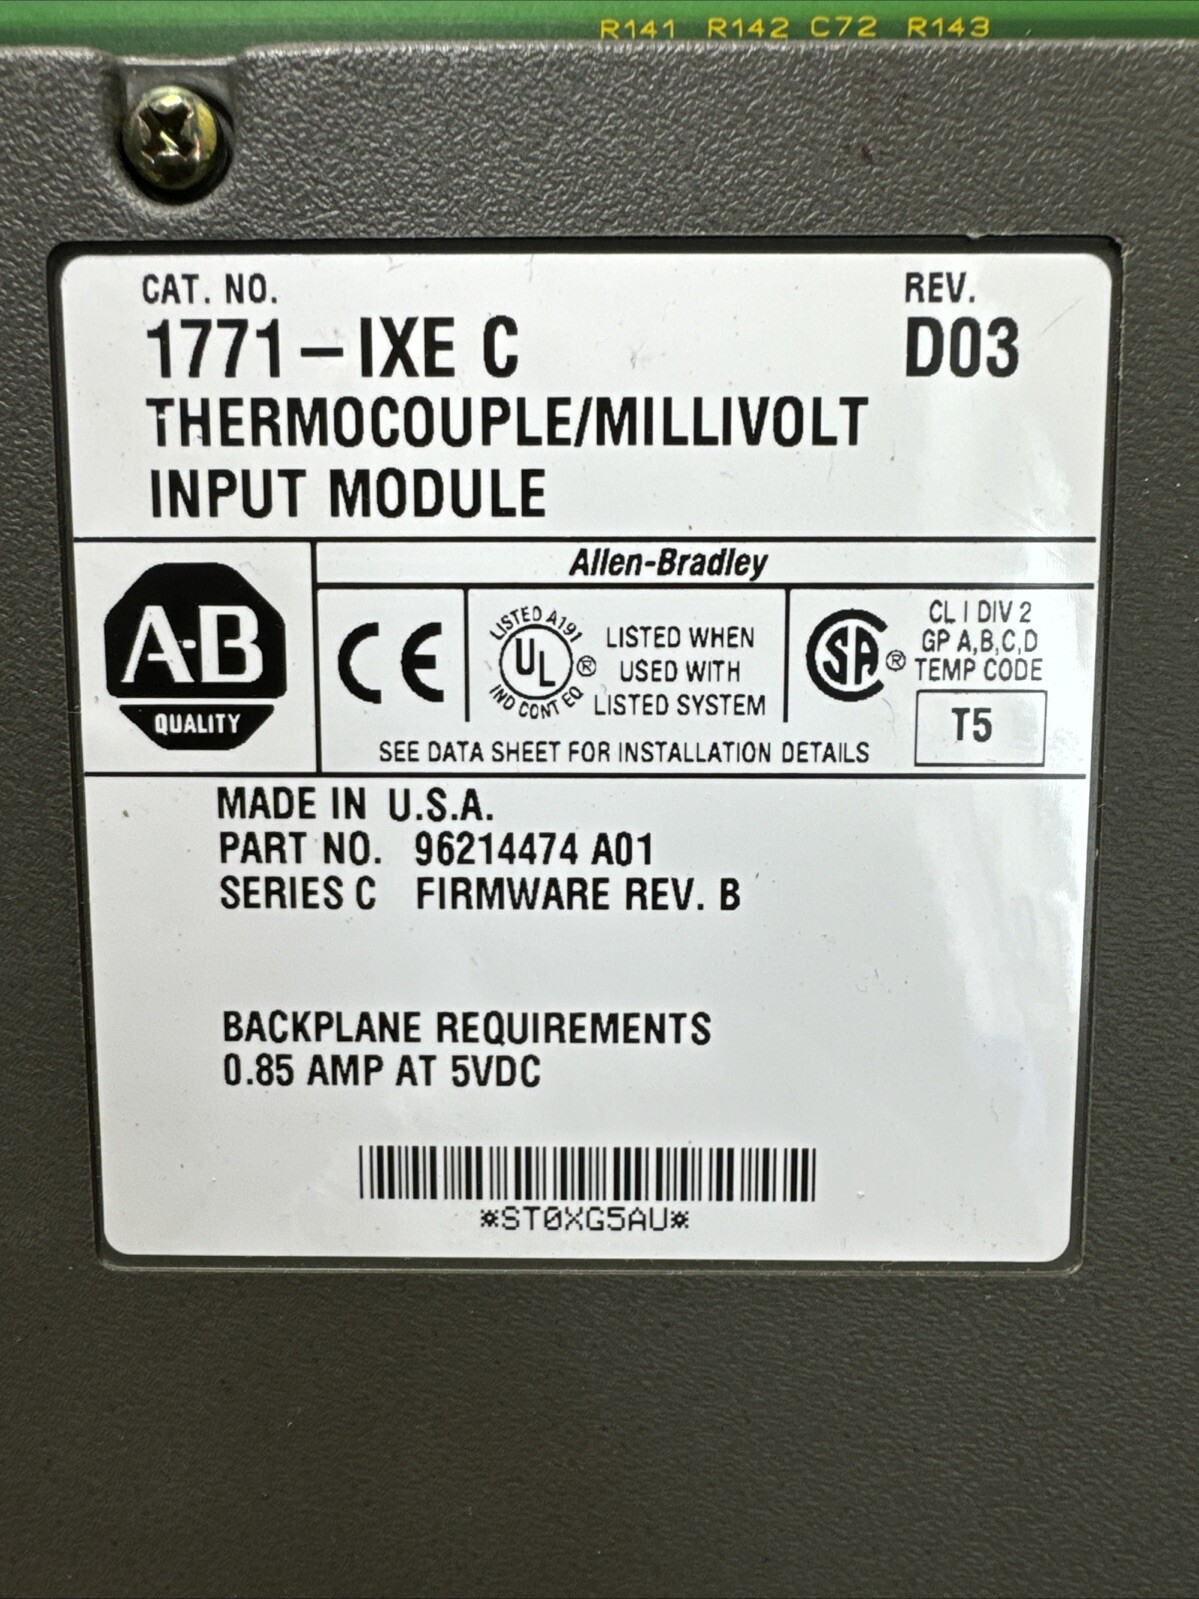 R141 R142 C72 R143
CAT. NO.
REV.
1771-IXE C
D03
THERMOCOUPLE/MILLIVOLT
INPUT MODULE
Allen-Bradley
A-B
QUALITY
CE
LISTED A191
UL ®
IND CONT EQ
LISTED WHEN
USED WITH
LISTED SYSTEM
SA ®
CL I DIV 2
GP A,B,C,D
TEMP CODE
T5
SEE DATA SHEET FOR INSTALLATION DETAILS
MADE IN U.S.A.
PART NO. 96214474 A01
SERIES C FIRMWARE REV. B
BACKPLANE REQUIREMENTS
0.85 AMP AT 5VDC
*ST0XG5AU*